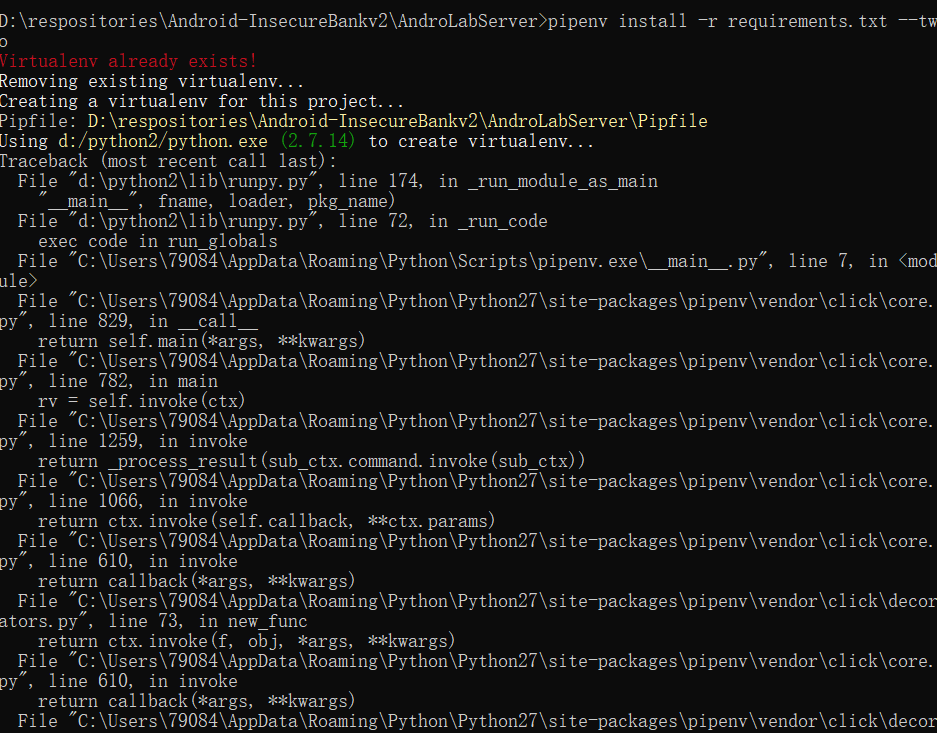 D:\respositories\Android-InsecureBankv2\AndroLabServer>pipenv install -r requirements.txt --tw
o
Virtualenv already exists!
Removing existing virtualenv...
Creating a virtualenv for this project...
Pipfile: D:\respositories\Android-InsecureBankv2\AndroLabServer\Pipfile
Using d:/python2/python.exe (2.7.14) to create virtualenv...
Traceback (most recent call last):
  File "d:\python2\lib\runpy.py", line 174, in _run_module_as_main
    "__main__", fname, loader, pkg_name)
  File "d:\python2\lib\runpy.py", line 72, in _run_code
    exec code in run_globals
  File "C:\Users\79084\AppData\Roaming\Python\Scripts\pipenv.exe\__main__.py", line 7, in <mod
ule>
  File "C:\Users\79084\AppData\Roaming\Python\Python27\site-packages\pipenv\vendor\click\core.
py", line 829, in __call__
    return self.main(*args, **kwargs)
  File "C:\Users\79084\AppData\Roaming\Python\Python27\site-packages\pipenv\vendor\click\core.
py", line 782, in main
    rv = self.invoke(ctx)
  File "C:\Users\79084\AppData\Roaming\Python\Python27\site-packages\pipenv\vendor\click\core.
py", line 1259, in invoke
    return _process_result(sub_ctx.command.invoke(sub_ctx))
  File "C:\Users\79084\AppData\Roaming\Python\Python27\site-packages\pipenv\vendor\click\core.
py", line 1066, in invoke
    return ctx.invoke(self.callback, **ctx.params)
  File "C:\Users\79084\AppData\Roaming\Python\Python27\site-packages\pipenv\vendor\click\core.
py", line 610, in invoke
    return callback(*args, **kwargs)
  File "C:\Users\79084\AppData\Roaming\Python\Python27\site-packages\pipenv\vendor\click\decor
ators.py", line 73, in new_func
    return ctx.invoke(f, obj, *args, **kwargs)
  File "C:\Users\79084\AppData\Roaming\Python\Python27\site-packages\pipenv\vendor\click\core.
py", line 610, in invoke
    return callback(*args, **kwargs)
  File "C:\Users\79084\AppData\Roaming\Python\Python27\site-packages\pipenv\vendor\click\decor